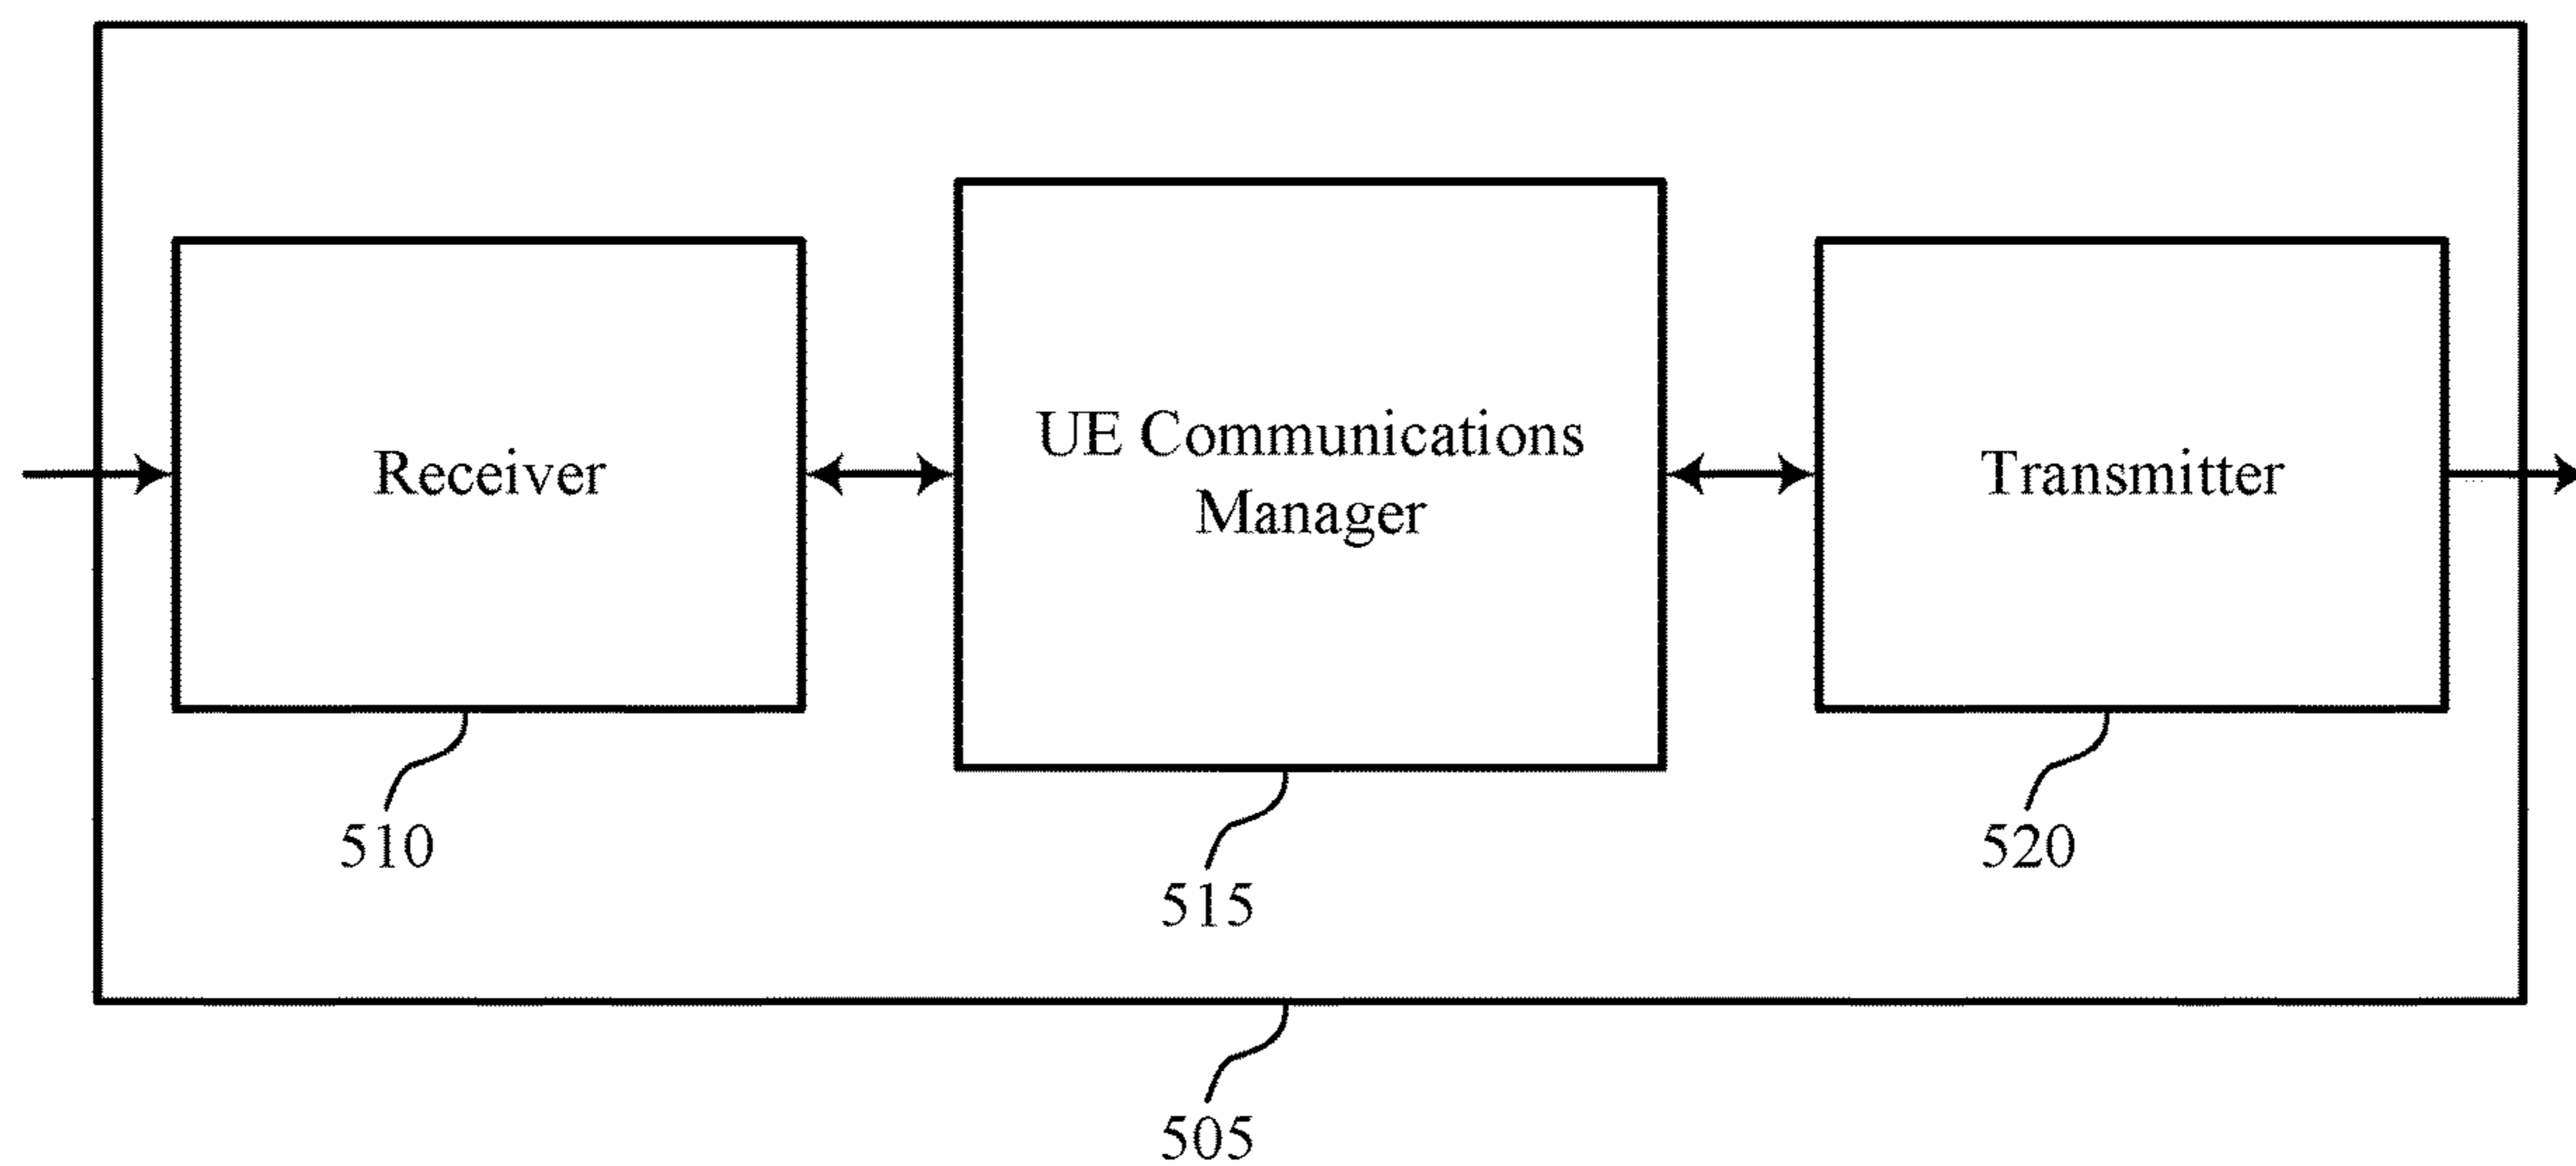 Receiver
UE Communications
Manager
Transmitter
510
515
520
505